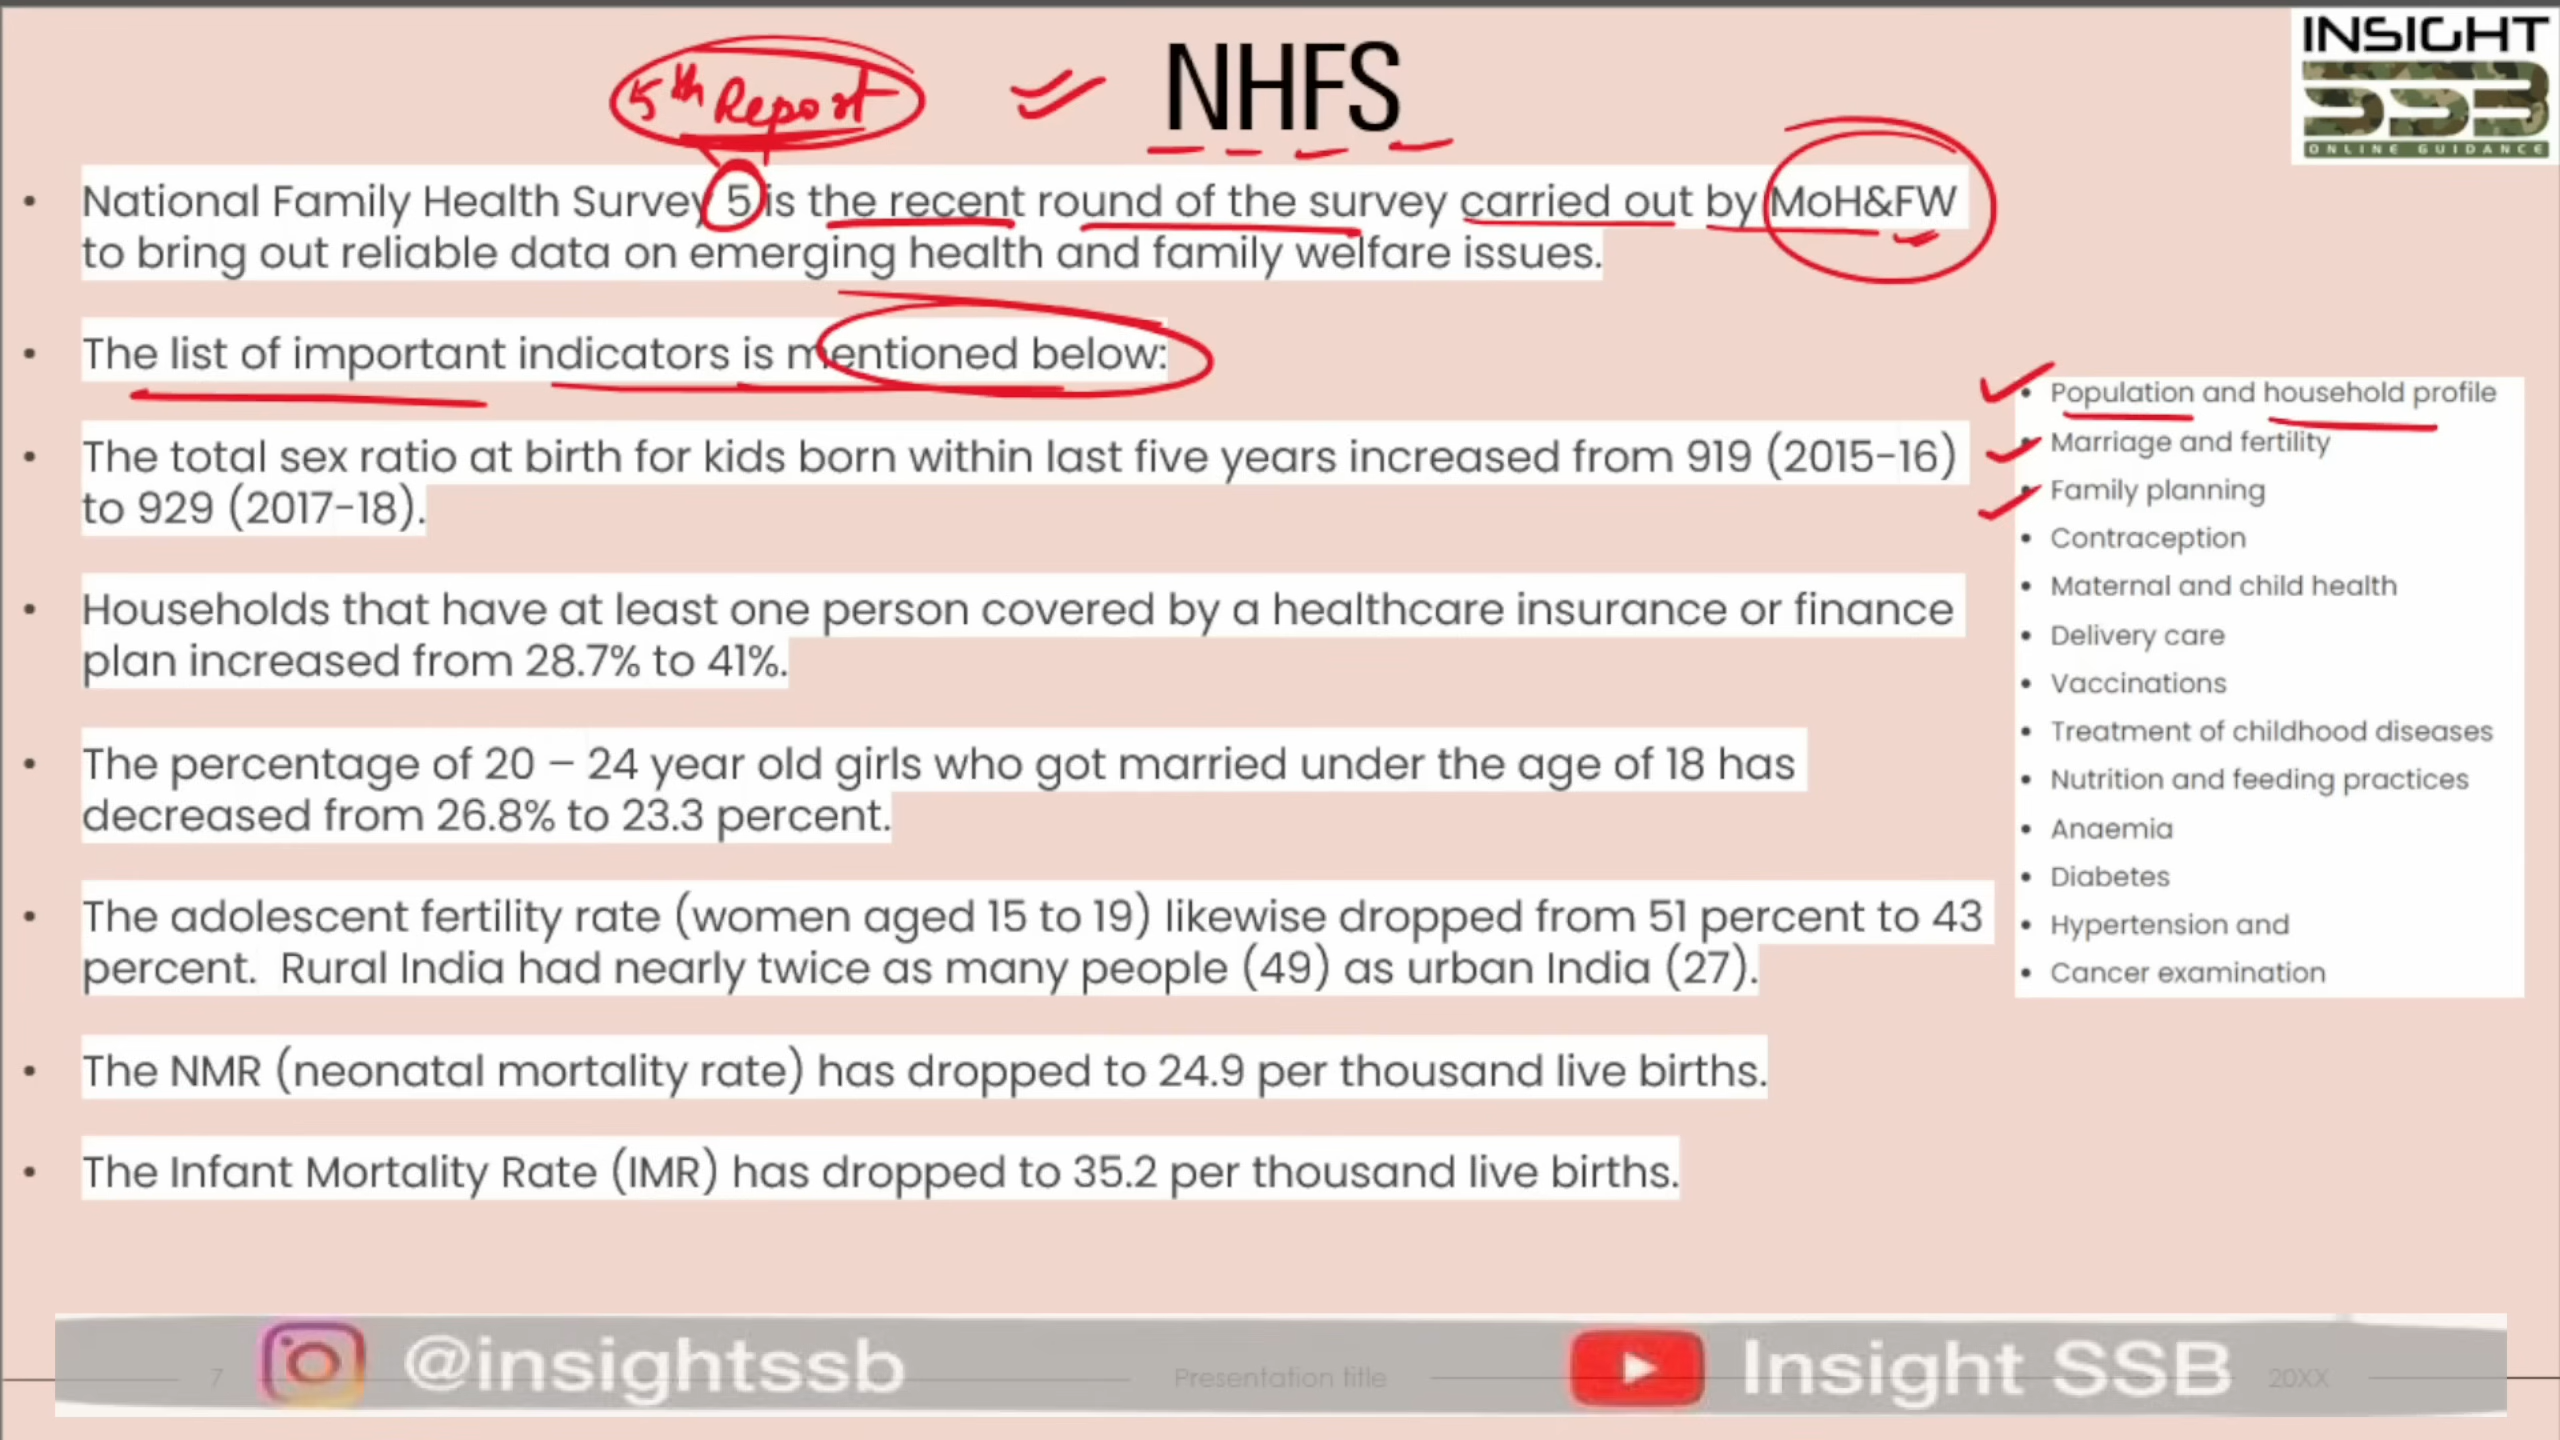 INSIGHT
SSB
ONLINE GUIDANCE
5th Report
NHFS
• National Family Health Survey 5 is the recent round of the survey carried out by MoH&FW
to bring out reliable data on emerging health and family welfare issues.
• The list of important indicators is mentioned below:
• The total sex ratio at birth for kids born within last five years increased from 919 (2015-16)
to 929 (2017-18).
• Households that have at least one person covered by a healthcare insurance or finance
plan increased from 28.7% to 41%.
• The percentage of 20 – 24 year old girls who got married under the age of 18 has
decreased from 26.8% to 23.3 percent.
• The adolescent fertility rate (women aged 15 to 19) likewise dropped from 51 percent to 43
percent. Rural India had nearly twice as many people (49) as urban India (27).
• The NMR (neonatal mortality rate) has dropped to 24.9 per thousand live births.
• The Infant Mortality Rate (IMR) has dropped to 35.2 per thousand live births.
• Population and household profile
• Marriage and fertility
• Family planning
• Contraception
• Maternal and child health
• Delivery care
• Vaccinations
• Treatment of childhood diseases
• Nutrition and feeding practices
• Anaemia
• Diabetes
• Hypertension and
• Cancer examination
7
@insightssb
Presentation title
Insight SSB
20XX